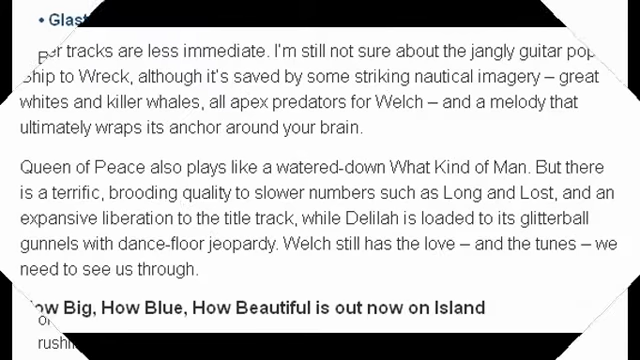 • Glast
tracks are less immediate. I'm still not sure about the jangly guitar pop
Ship to Wreck, although it's saved by some striking nautical imagery – great
whites and killer whales, all apex predators for Welch – and a melody that
ultimately wraps its anchor around your brain.
Queen of Peace also plays like a watered-down What Kind of Man. But there
is a terrific, brooding quality to slower numbers such as Long and Lost, and an
expansive liberation to the title track, while Delilah is loaded to its glitterball
gunnels with dance-floor jeopardy. Welch still has the love – and the tunes – we
need to see us through.
How Big, How Blue, How Beautiful is out now on Island